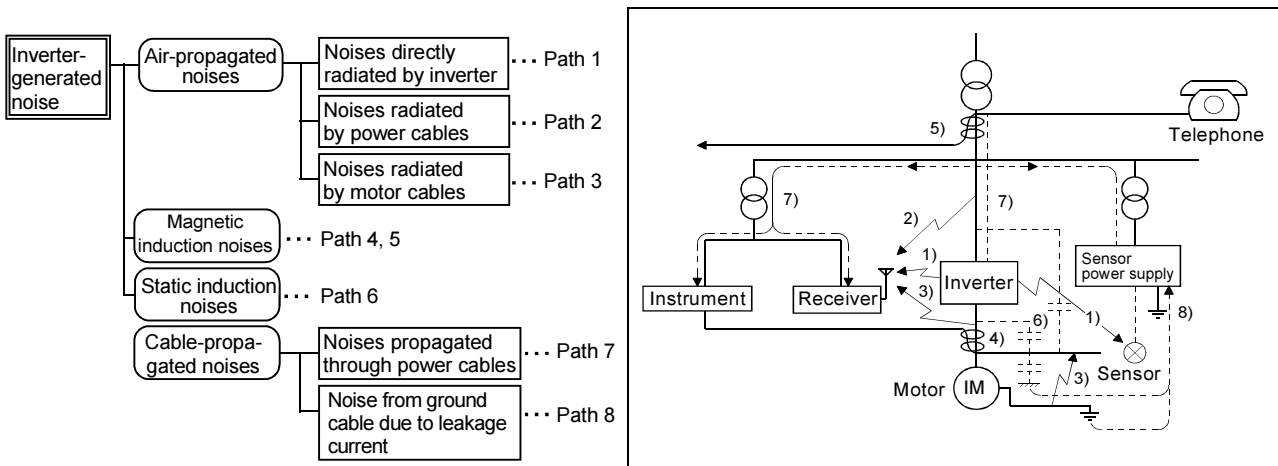 Inverter-
generated
noise
Air-propagated
noises
Noises directly
radiated by inverter
··· Path 1
Noises radiated
by power cables
··· Path 2
Noises radiated
by motor cables
··· Path 3
Magnetic
induction noises
··· Path 4, 5
Static induction
noises
··· Path 6
Cable-propa-
gated noises
Noises propagated
through power cables
··· Path 7
Noise from ground
cable due to leakage
current
··· Path 8
5)
Telephone
7)
2)
7)
1)
Sensor
power supply
Instrument
Receiver
Inverter
3)
8)
6)
1)
4)
3)
Sensor
Motor
IM